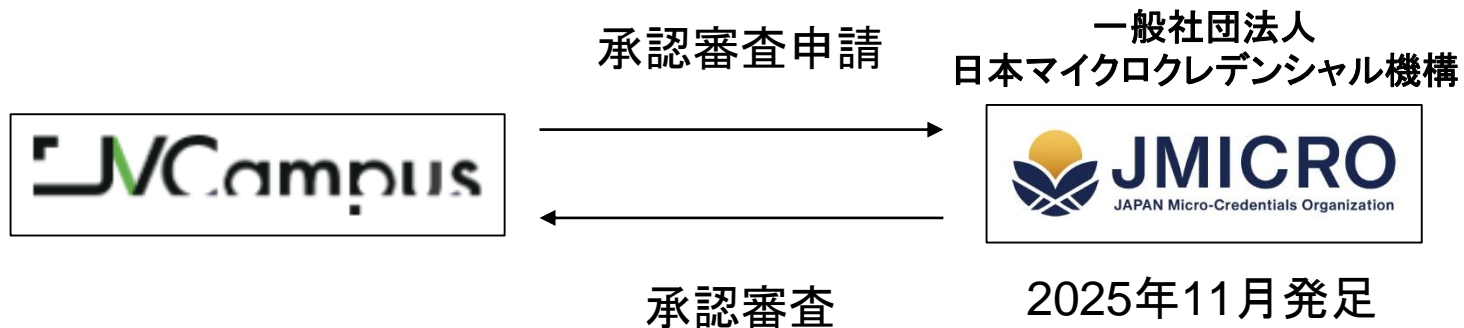 承認審査申請
一般社団法人
日本マイクロクレデンシャル機構
JVCampus
JMICRO
JAPAN Micro-Credentials Organization
承認審査
2025年11月発足